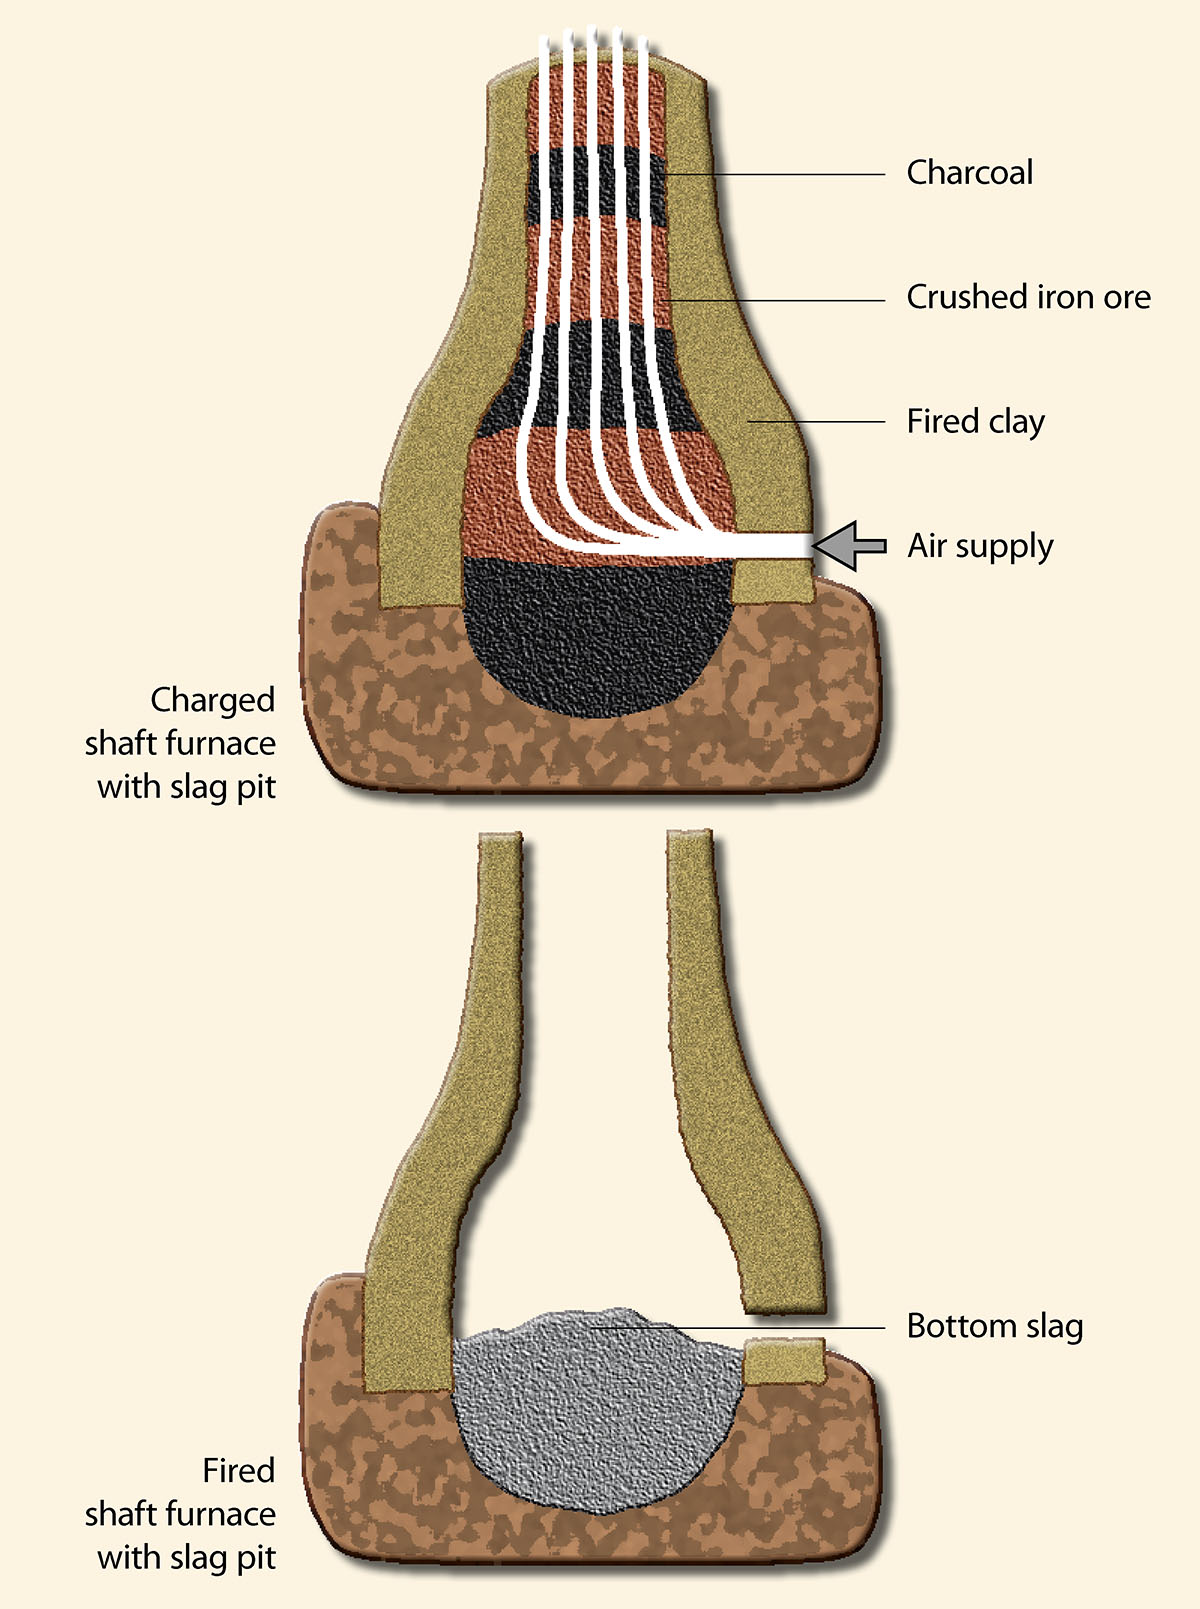 Charcoal
Crushed iron ore
Fired clay
Air supply
Charged
shaft furnace
with slag pit
Bottom slag
Fired
shaft furnace
with slag pit